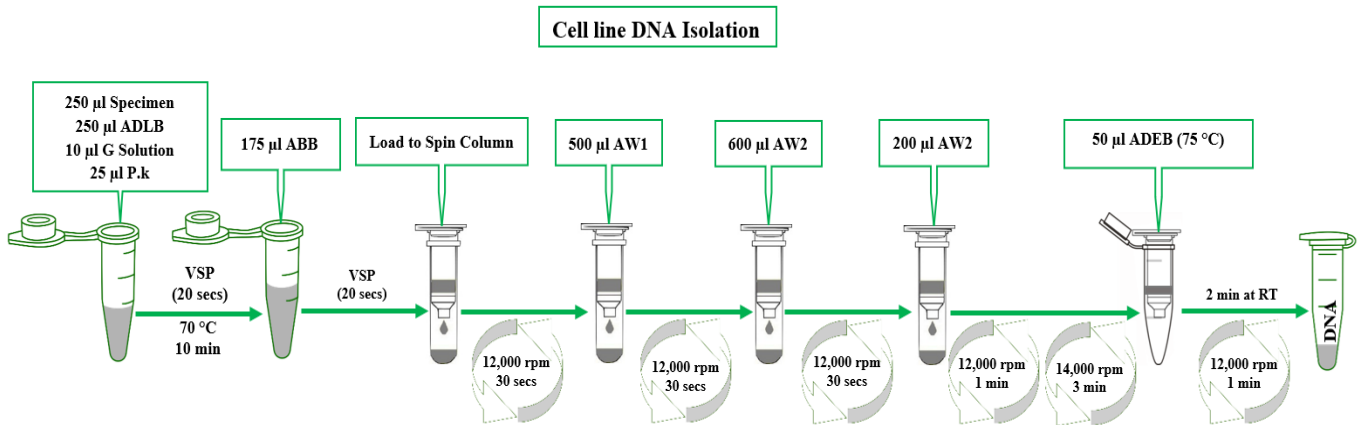 Cell line DNA Isolation
250 µl Specimen
250 µl ADLB
10 µl G Solution
25 µl P.k
175 µl ABB
Load to Spin Column
500 µl AW1
600 µl AW2
200 µl AW2
50 µl ADEB (75 °C)
VSP
(20 secs)
70 °C
10 min
VSP
(20 secs)
12,000 rpm
30 secs
12,000 rpm
30 secs
12,000 rpm
30 secs
12,000 rpm
1 min
14,000 rpm
3 min
2 min at RT
12,000 rpm
1 min
DNA